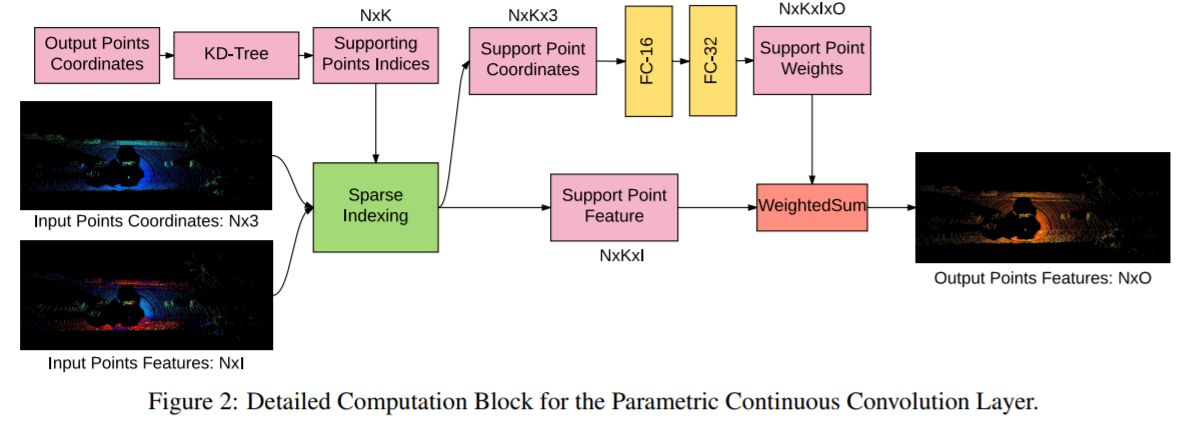 NxK
NxKx3
NxKxIxO
Output Points
Coordinates
KD-Tree
Supporting
Points Indices
Support Point
Coordinates
FC-16
FC-32
Support Point
Weights
Input Points Coordinates: Nx3
Sparse
Indexing
Support Point
Feature
NxKxI
WeightedSum
Output Points Features: NxO
Input Points Features: NxI
Figure 2: Detailed Computation Block for the Parametric Continuous Convolution Layer.